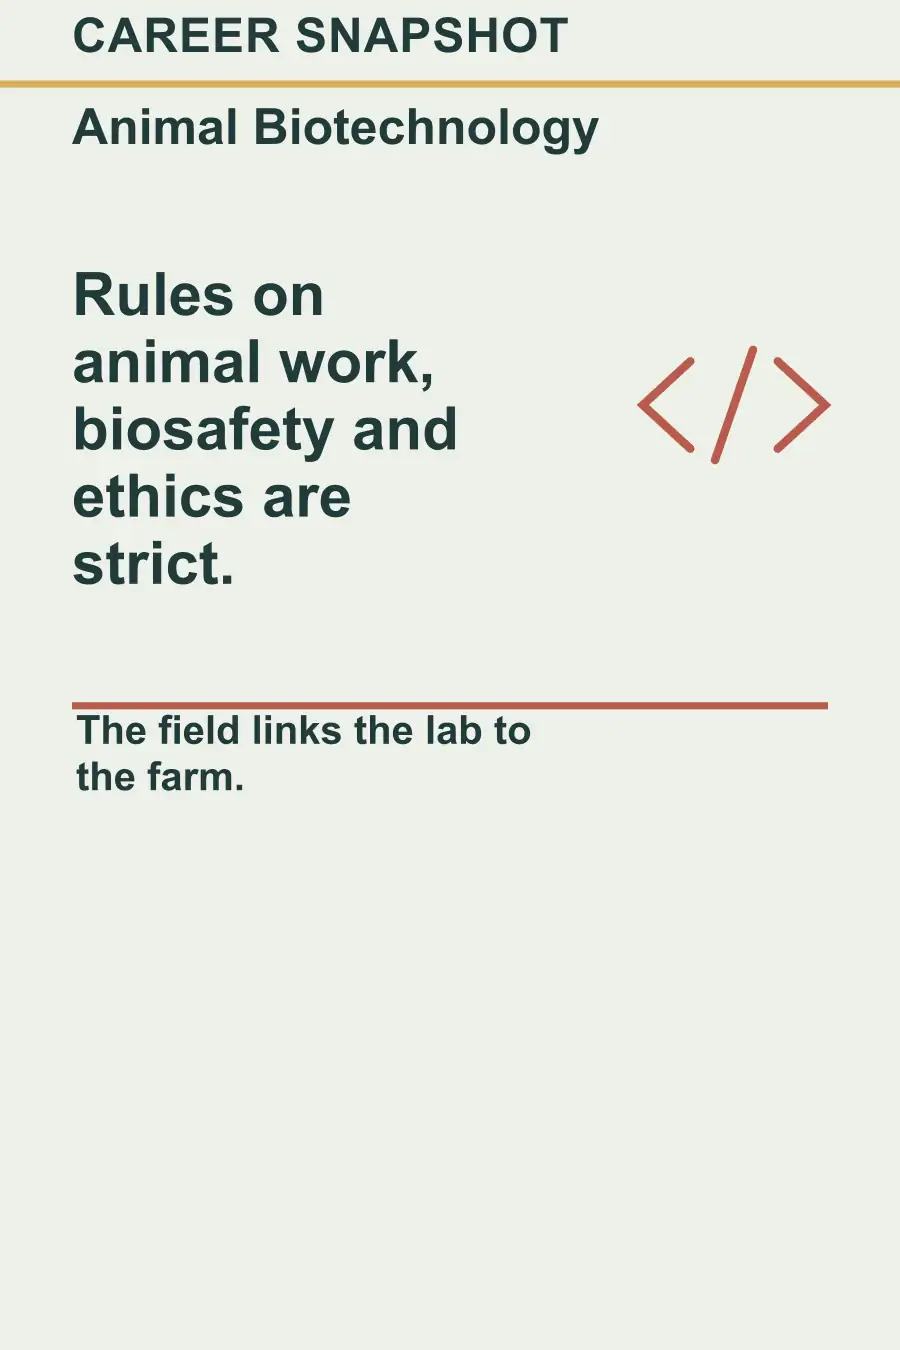 CAREER SNAPSHOT
Animal Biotechnology
Rules on
animal work,
biosafety and
ethics are
strict.
The field links the lab to
the farm.